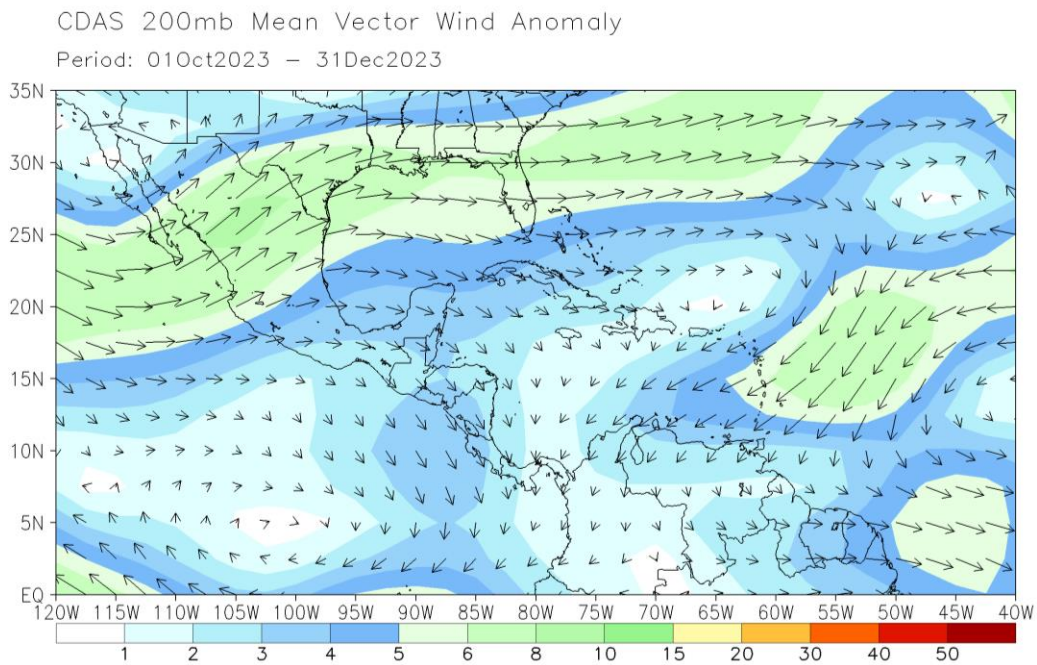 CDAS 200mb Mean Vector Wind Anomaly
Period: 01Oct2023 – 31Dec2023
35N
30N
25N
20N
15N
10N
5N
EQ
120W 115W 110W 105W 100W 95W 90W 85W 80W 75W 70W 65W 60W 55W 50W 45W 40W
1 2 3 4 5 6 8 10 15 20 30 40 50